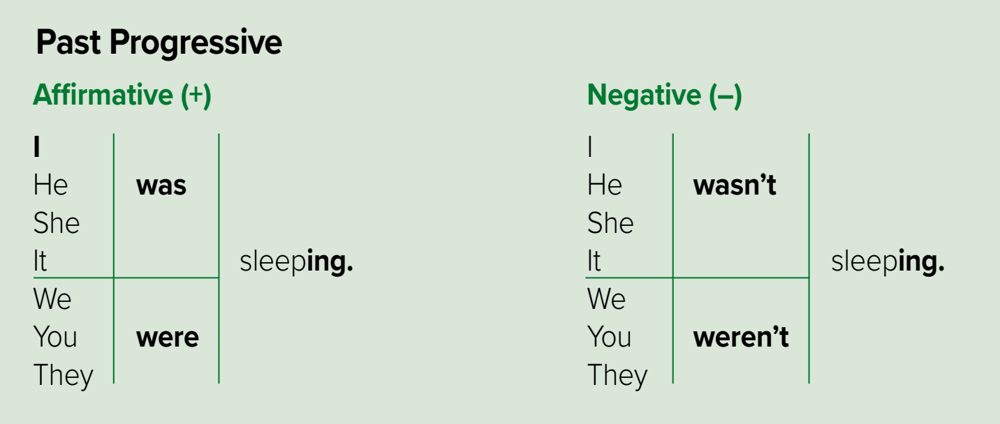 Past Progressive
Affirmative (+)
I
He was
She
It sleeping.
We
You were
They
Negative (–)
I
He wasn’t
She
It sleeping.
We
You weren’t
They